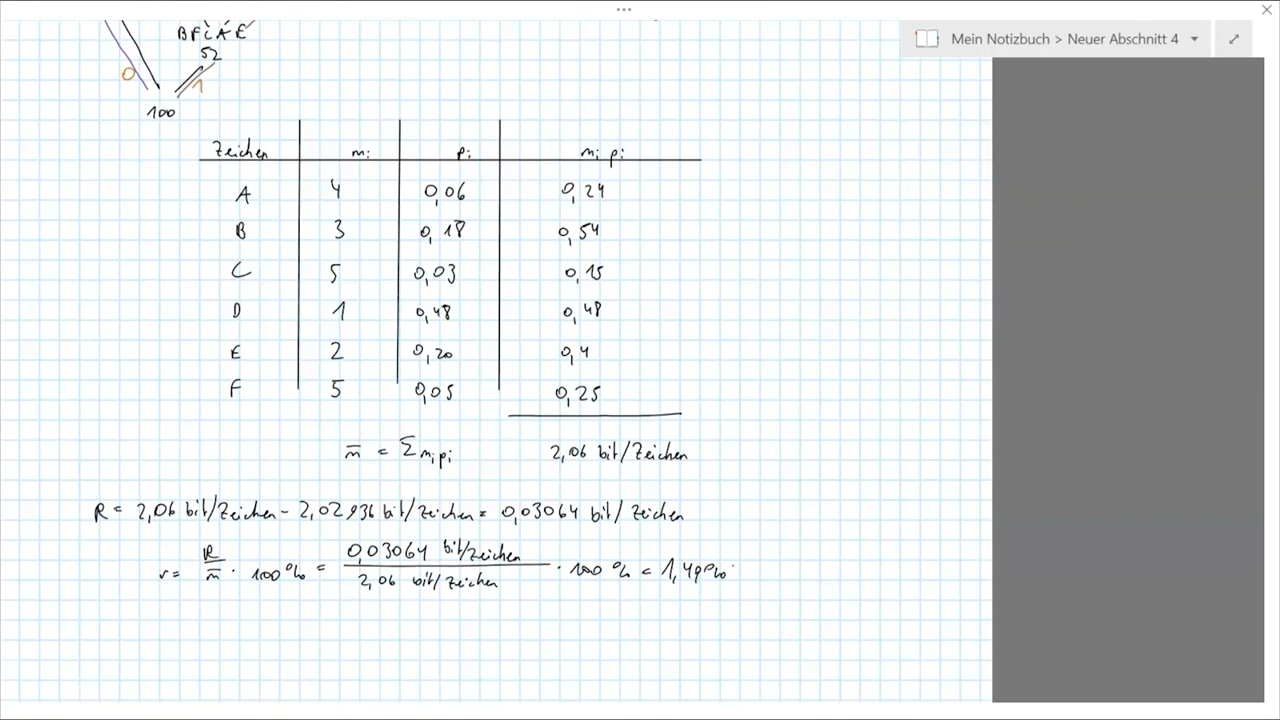 Mein Notizbuch > Neuer Abschnitt 4
B F C A E
52
0 1
100
Zeichen mi pi mi pi
A 4 0,06 0,24
B 3 0,18 0,54
C 5 0,03 0,15
D 1 0,48 0,48
E 2 0,20 0,4
F 5 0,05 0,25
m̄ = Σ mi pi 2,06 bit/Zeichen
R = 2,06 bit/Zeichen - 2,02936 bit/Zeichen = 0,03064 bit/Zeichen
r = R/m̄ · 100% = 0,03064 bit/Zeichen / 2,06 bit/Zeichen · 100% = 1,49%